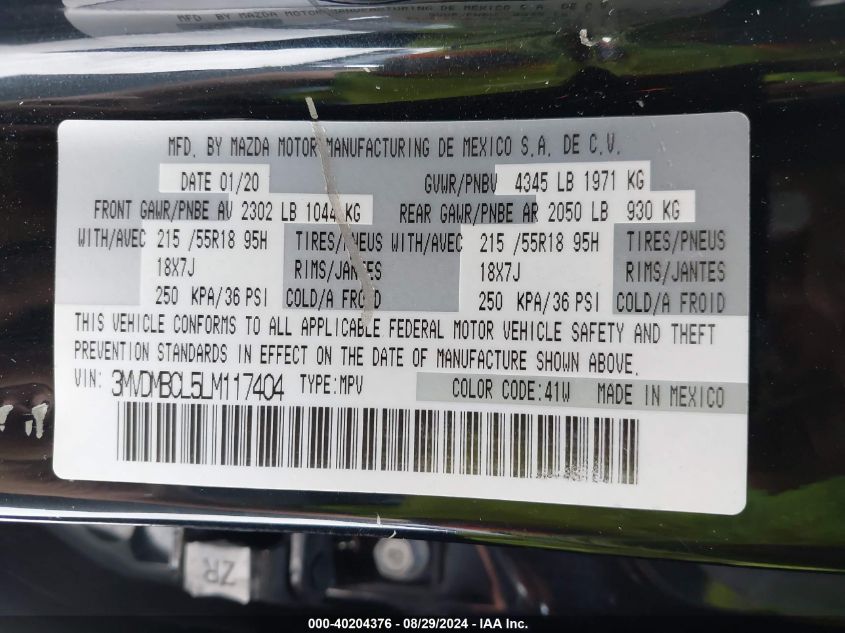 MFD. BY MAZDA MOTOR MANUFACTURING DE MEXICO S.A. DE C.V.
DATE 01/20 GVWR/PNBV 4345 LB 1971 KG
FRONT GAWR/PNBE AV 2302 LB 1044 KG REAR GAWR/PNBE AR 2050 LB 930 KG
WITH/AVEC 215 /55R18 95H TIRES/PNEUS WITH/AVEC 215 /55R18 95H TIRES/PNEUS
18X7J RIMS/JANTES 18X7J RIMS/JANTES
250 KPA/36 PSI COLD/A FROID 250 KPA/36 PSI COLD/A FROID
THIS VEHICLE CONFORMS TO ALL APPLICABLE FEDERAL MOTOR VEHICLE SAFETY AND THEFT
PREVENTION STANDARDS IN EFFECT ON THE DATE OF MANUFACTURE SHOWN ABOVE.
VIN: 3MVDMBCL5LM117404 TYPE:MPV COLOR CODE:41W MADE IN MEXICO
ZR
000-40204376 - 08/29/2024 - IAA Inc.